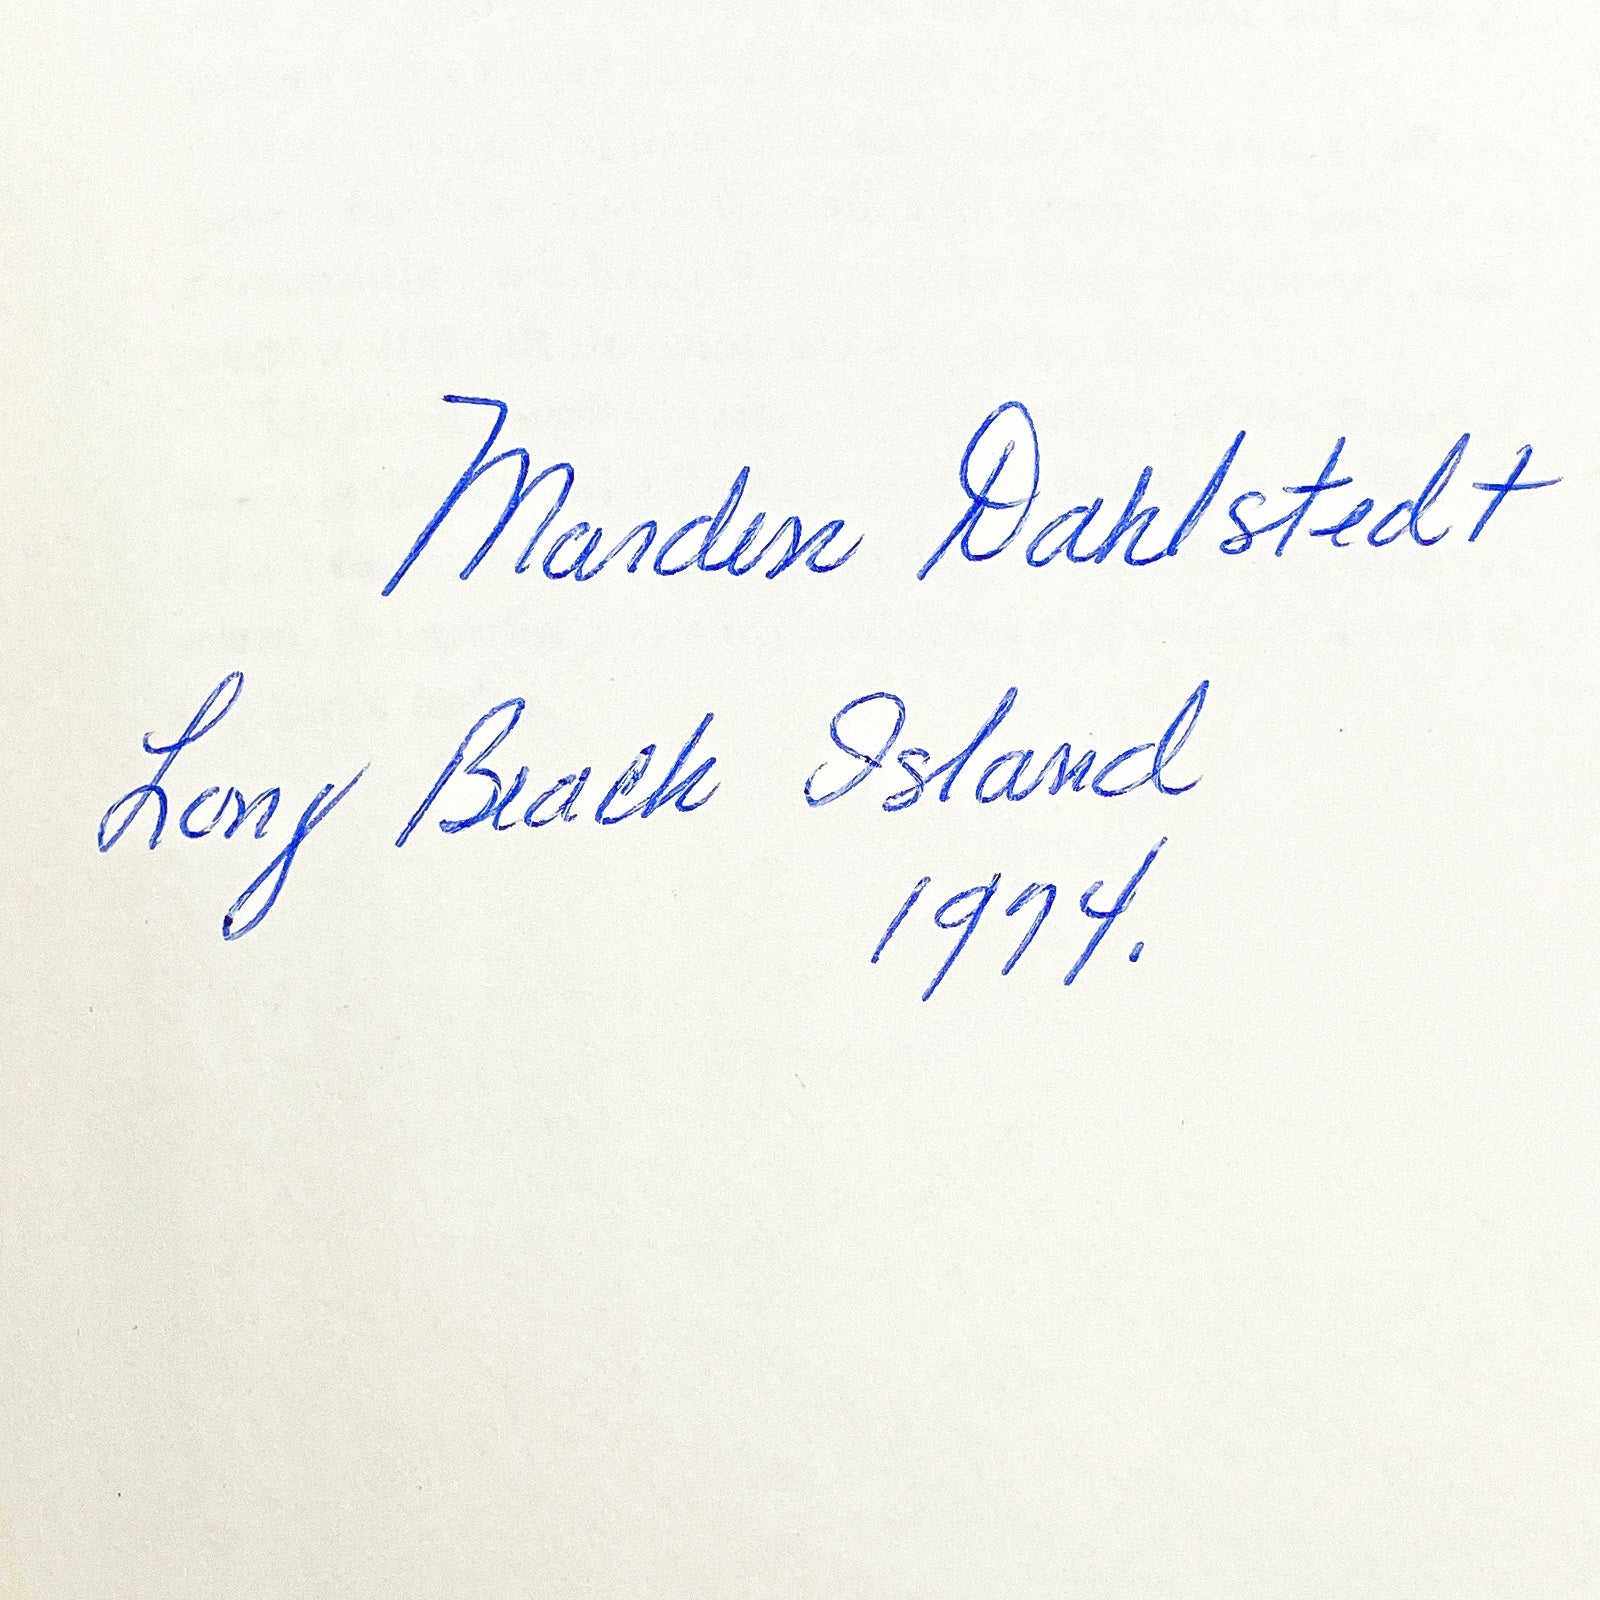 Marden Dahlstedt
Long Beach Island
1974.